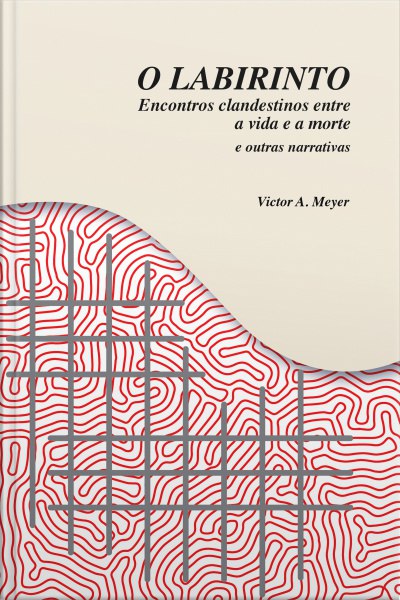 O LABIRINTO
Encontros clandestinos entre
a vida e a morte
e outras narrativas
Victor A. Meyer